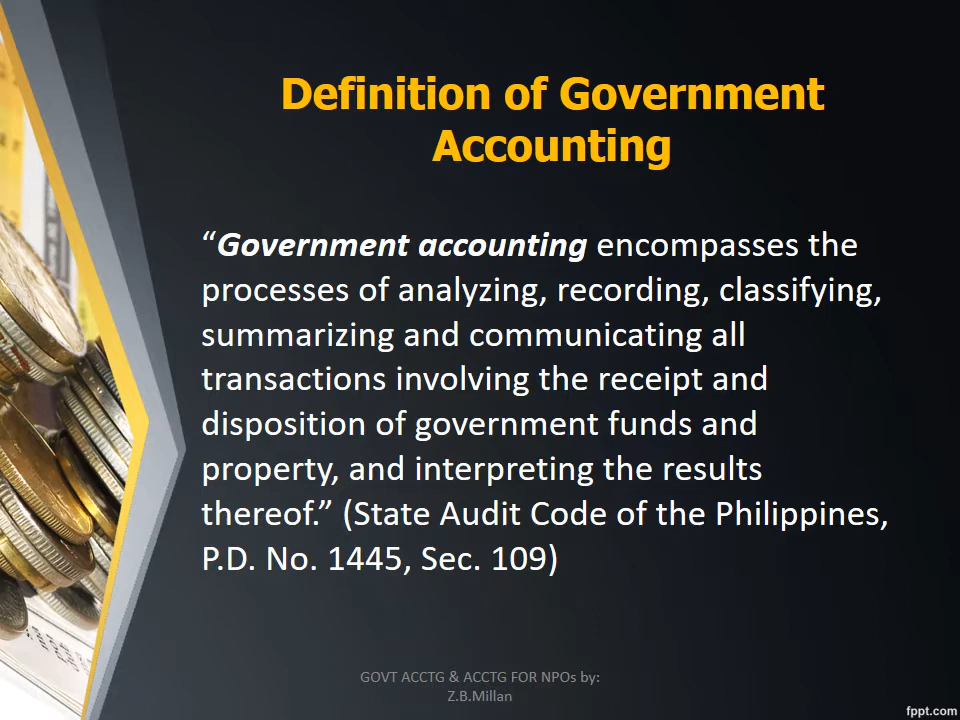 Definition of Government
Accounting
“Government accounting encompasses the
processes of analyzing, recording, classifying,
summarizing and communicating all
transactions involving the receipt and
disposition of government funds and
property, and interpreting the results
thereof.” (State Audit Code of the Philippines,
P.D. No. 1445, Sec. 109)
GOVT ACCTG & ACCTG FOR NPOs by:
Z.B.Millan
fppt.com